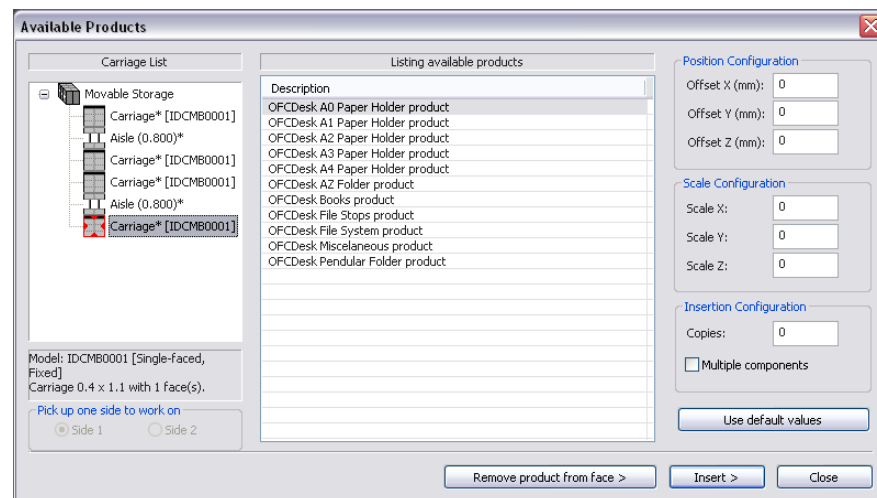 Available Products
Carriage List
Movable Storage
Carriage* [IDCMB0001]
Aisle (0.800)*
Carriage* [IDCMB0001]
Carriage* [IDCMB0001]
Aisle (0.800)*
Carriage* [IDCMB0001]
Model: IDCMB0001 [Single-faced,
Fixed]
Carriage 0.4 x 1.1 with 1 face(s).
Pick up one side to work on
Side 1 Side 2
Listing available products
Description
OFCDesk A0 Paper Holder product
OFCDesk A1 Paper Holder product
OFCDesk A2 Paper Holder product
OFCDesk A3 Paper Holder product
OFCDesk A4 Paper Holder product
OFCDesk AZ Folder product
OFCDesk Books product
OFCDesk File Stops product
OFCDesk File System product
OFCDesk Miscelaneous product
OFCDesk Pendular Folder product
Position Configuration
Offset X (mm): 0
Offset Y (mm): 0
Offset Z (mm): 0
Scale Configuration
Scale X: 0
Scale Y: 0
Scale Z: 0
Insertion Configuration
Copies: 0
Multiple components
Use default values
Remove product from face > Insert > Close